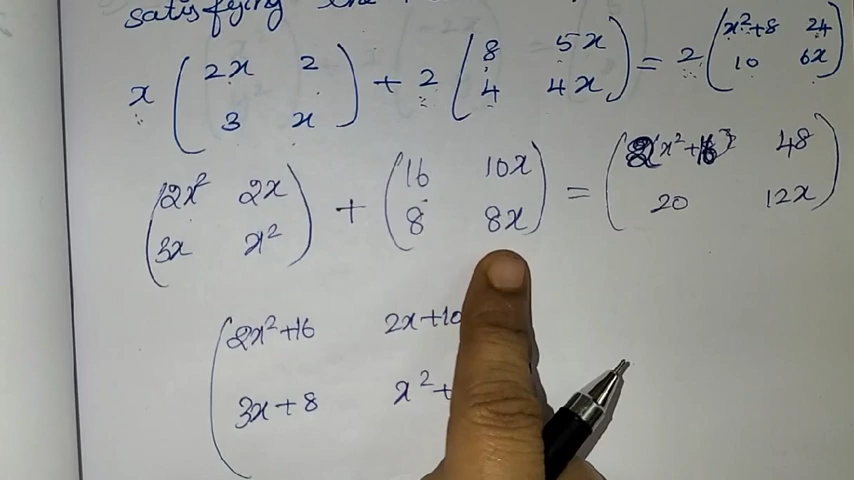 satisfying the
x ( 2x 2 ) + 2 ( 8 5x ) = 2 ( x²+8 24 )
( 3 x ) ( 4 4x ) ( 10 6x )
( 2x² 2x ) + ( 16 10x ) = ( 2x²+16 48 )
( 3x x² ) ( 8 8x ) ( 20 12x )
( 2x²+16 2x+10
3x+8 x²+